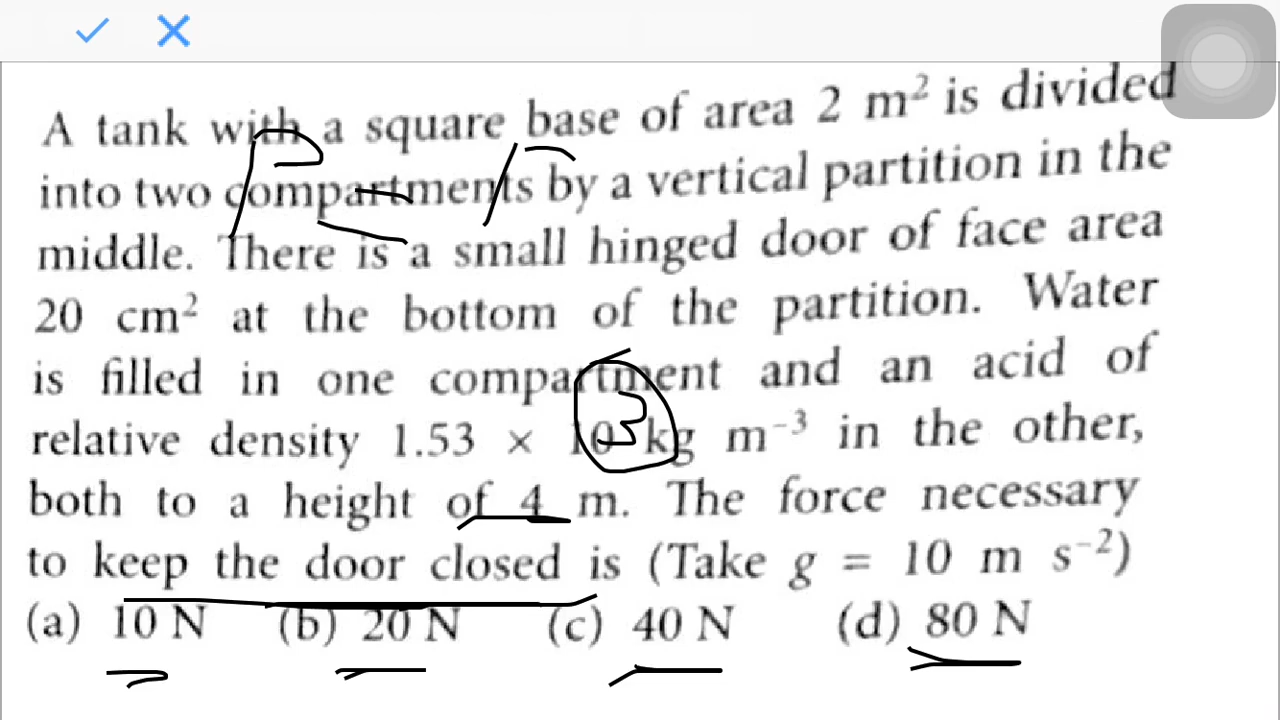 A tank with a square base of area 2 m² is divided
into two compartments by a vertical partition in the
middle. There is a small hinged door of face area
20 cm² at the bottom of the partition. Water
is filled in one compartment and an acid of
relative density 1.53 × 10³ kg m⁻³ in the other,
both to a height of 4 m. The force necessary
to keep the door closed is (Take g = 10 m s⁻²)
(a) 10 N (b) 20 N (c) 40 N (d) 80 N